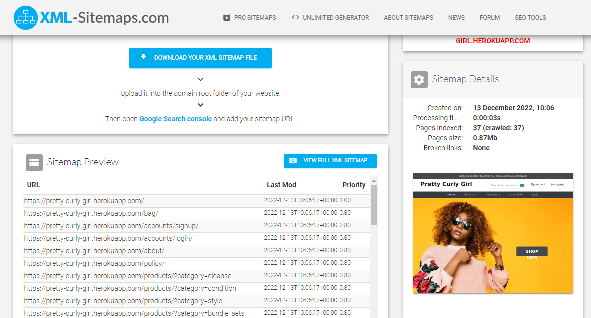 XML-Sitemaps.com
PRO SITEMAPS
UNLIMITED GENERATOR
ABOUT SITEMAPS
NEWS
FORUM
SEO TOOLS
DOWNLOAD YOUR XML SITEMAP FILE
Upload it into the domain root folder of your website.
Then open Google Search console and add your sitemap URL.
Sitemap Preview
VIEW FULL XML SITEMAP
URL Last Mod Priority
https://pretty-curly-girl.herokuapp.com/ 2022-12-13T10:06:17+00:00 1.00
https://pretty-curly-girl.herokuapp.com/bag/ 2022-12-13T10:06:17+00:00 0.80
https://pretty-curly-girl.herokuapp.com/accounts/signup/ 2022-12-13T10:06:17+00:00 0.80
https://pretty-curly-girl.herokuapp.com/accounts/login/ 2022-12-13T10:06:17+00:00 0.80
https://pretty-curly-girl.herokuapp.com/about/ 2022-12-13T10:06:17+00:00 0.80
https://pretty-curly-girl.herokuapp.com/policy/ 2022-12-13T10:06:17+00:00 0.80
https://pretty-curly-girl.herokuapp.com/products/?category=cleanse 2022-12-13T10:06:17+00:00 0.80
https://pretty-curly-girl.herokuapp.com/products/?category=condition 2022-12-13T10:06:17+00:00 0.80
https://pretty-curly-girl.herokuapp.com/products/?category=style 2022-12-13T10:06:17+00:00 0.80
https://pretty-curly-girl.herokuapp.com/products/?category=bundle_sets 2022-12-13T10:06:17+00:00 0.80
GIRL.HEROKUAPP.COM
Sitemap Details
Created on: 13 December 2022, 10:06
Processing ti... 0:00:03s
Pages indexed: 37 (crawled: 37)
Pages size: 0.87Mb
Broken links: None
Pretty Curly Girl
SHOP
NOW